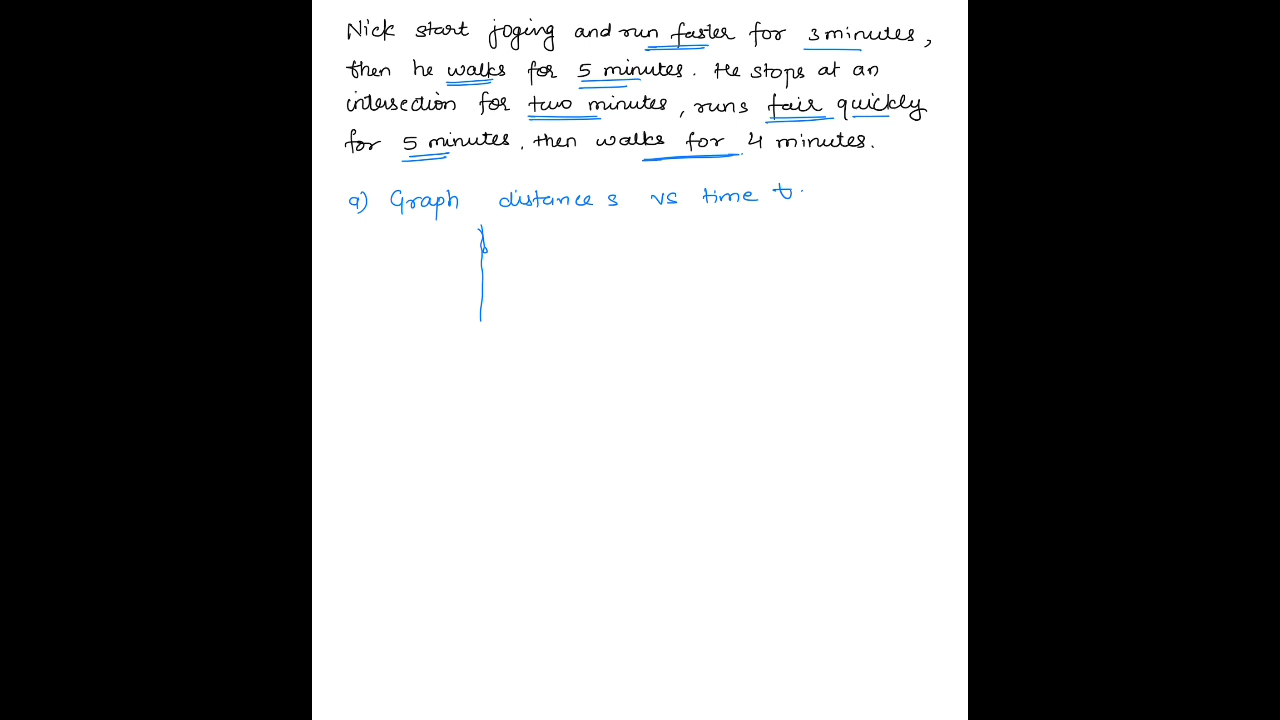 Nick start joging and run faster for 3 minutes,
then he walks for 5 minutes. He stops at an
intersection for two minutes, runs fair quickly
for 5 minutes, then walks for 4 minutes.
a) Graph distance s vs time t.